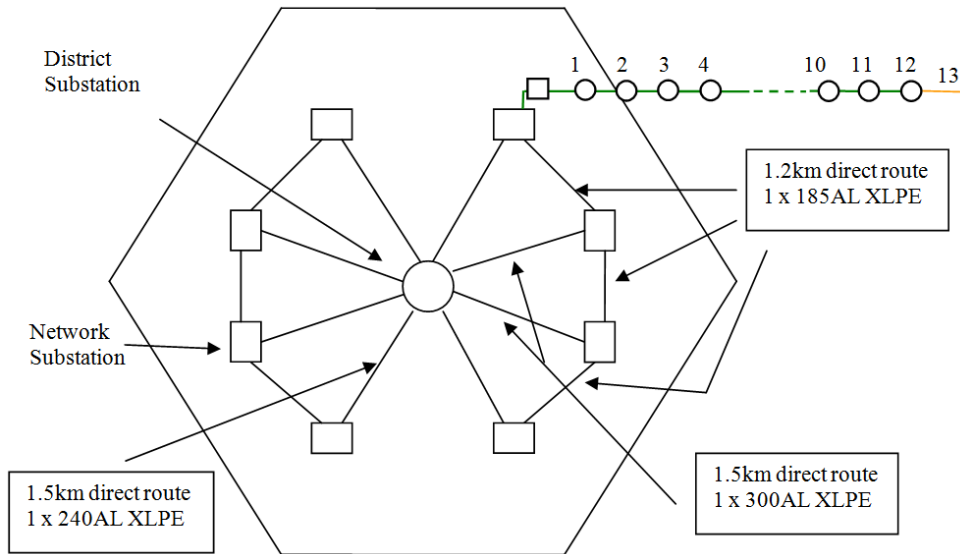 District
Substation
1 2 3 4 10 11 12 13
1.2km direct route
1 x 185AL XLPE
Network
Substation
1.5km direct route
1 x 240AL XLPE
1.5km direct route
1 x 300AL XLPE